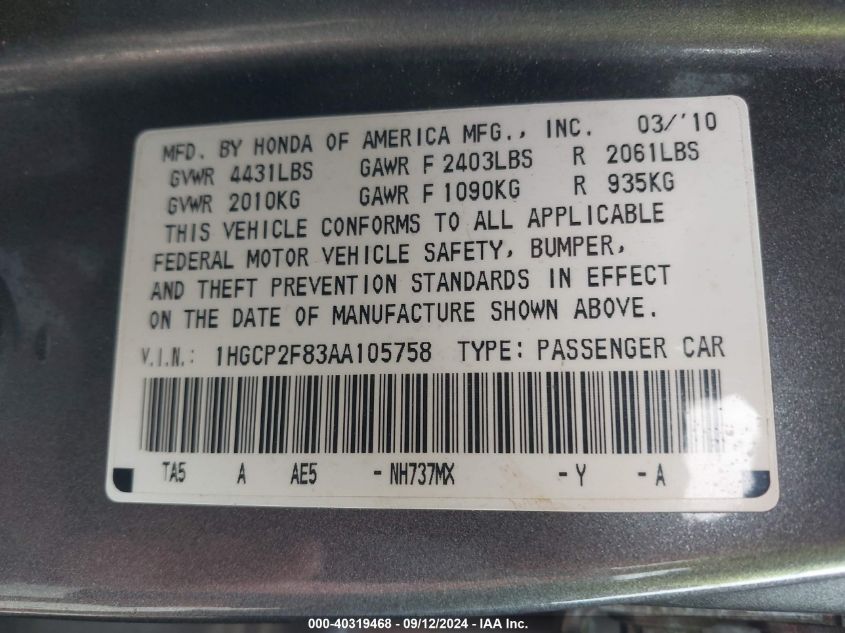 MFD. BY HONDA OF AMERICA MFG., INC. 03/'10
GVWR 4431LBS GAWR F 2403LBS R 2061LBS
GVWR 2010KG GAWR F 1090KG R 935KG
THIS VEHICLE CONFORMS TO ALL APPLICABLE
FEDERAL MOTOR VEHICLE SAFETY, BUMPER,
AND THEFT PREVENTION STANDARDS IN EFFECT
ON THE DATE OF MANUFACTURE SHOWN ABOVE.
V.I.N.: 1HGCP2F83AA105758 TYPE: PASSENGER CAR
TA5 A AE5 - NH737MX - Y - A
000-40319468 - 09/12/2024 - IAA Inc.